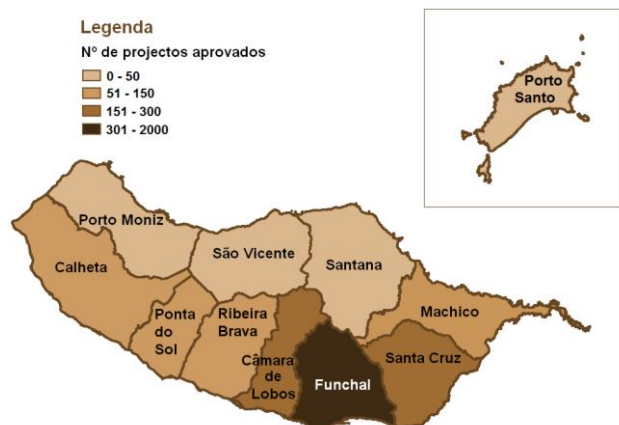 Legenda
Nº de projectos aprovados
0 - 50
51 - 150
151 - 300
301 - 2000
Porto
Santo
Porto Moniz
São Vicente
Santana
Calheta
Ponta
do
Sol
Ribeira
Brava
Câmara
de
Lobos
Funchal
Machico
Santa Cruz